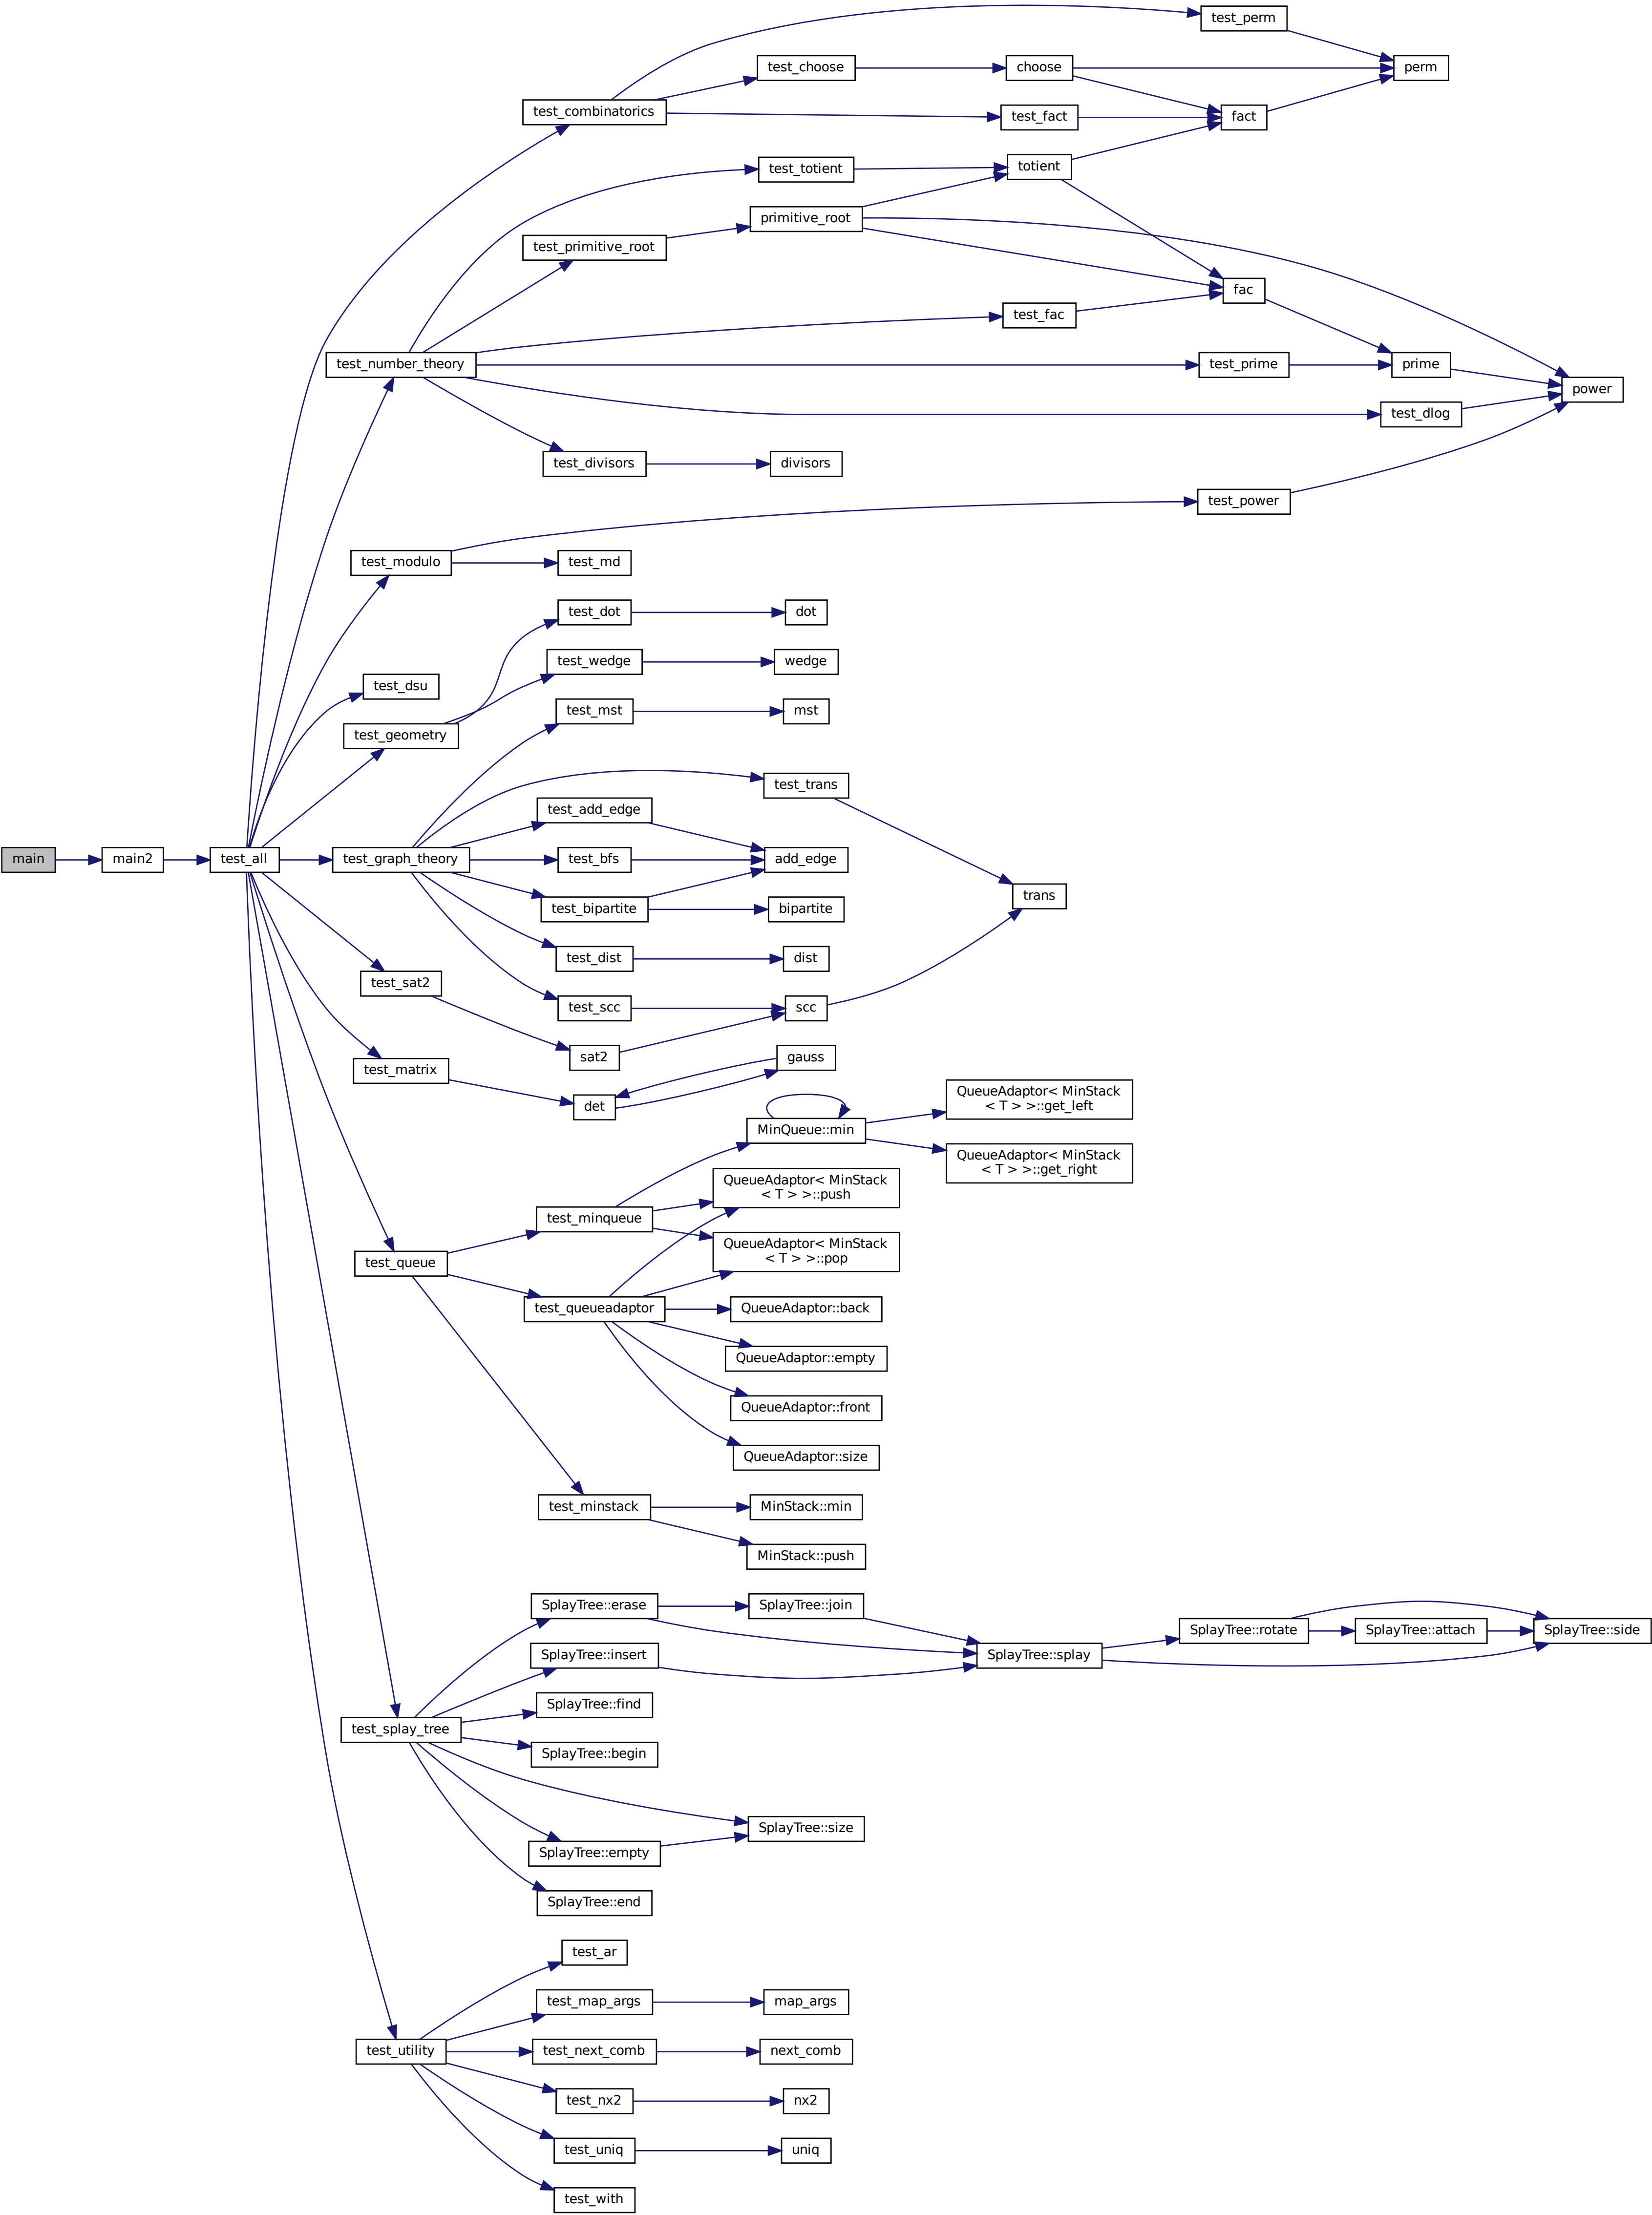 test_perm
test_choose
choose
perm
test_combinatorics
test_fact
fact
test_totient
totient
primitive_root
test_primitive_root
fac
test_fac
test_number_theory
test_prime
prime
power
test_dlog
test_divisors
divisors
test_power
test_modulo
test_md
test_dot
dot
test_wedge
wedge
test_dsu
test_mst
mst
test_geometry
test_trans
test_add_edge
main
main2
test_all
test_graph_theory
test_bfs
add_edge
trans
test_bipartite
bipartite
test_dist
dist
test_sat2
test_scc
scc
sat2
gauss
test_matrix
det
QueueAdaptor< MinStack
< T > >::get_left
MinQueue::min
QueueAdaptor< MinStack
< T > >::get_right
QueueAdaptor< MinStack
< T > >::push
test_minqueue
QueueAdaptor< MinStack
< T > >::pop
test_queue
test_queueadaptor
QueueAdaptor::back
QueueAdaptor::empty
QueueAdaptor::front
QueueAdaptor::size
test_minstack
MinStack::min
MinStack::push
SplayTree::erase
SplayTree::join
SplayTree::rotate
SplayTree::attach
SplayTree::side
SplayTree::insert
SplayTree::splay
SplayTree::find
test_splay_tree
SplayTree::begin
SplayTree::size
SplayTree::empty
SplayTree::end
test_ar
test_map_args
map_args
test_utility
test_next_comb
next_comb
test_nx2
nx2
test_uniq
uniq
test_with